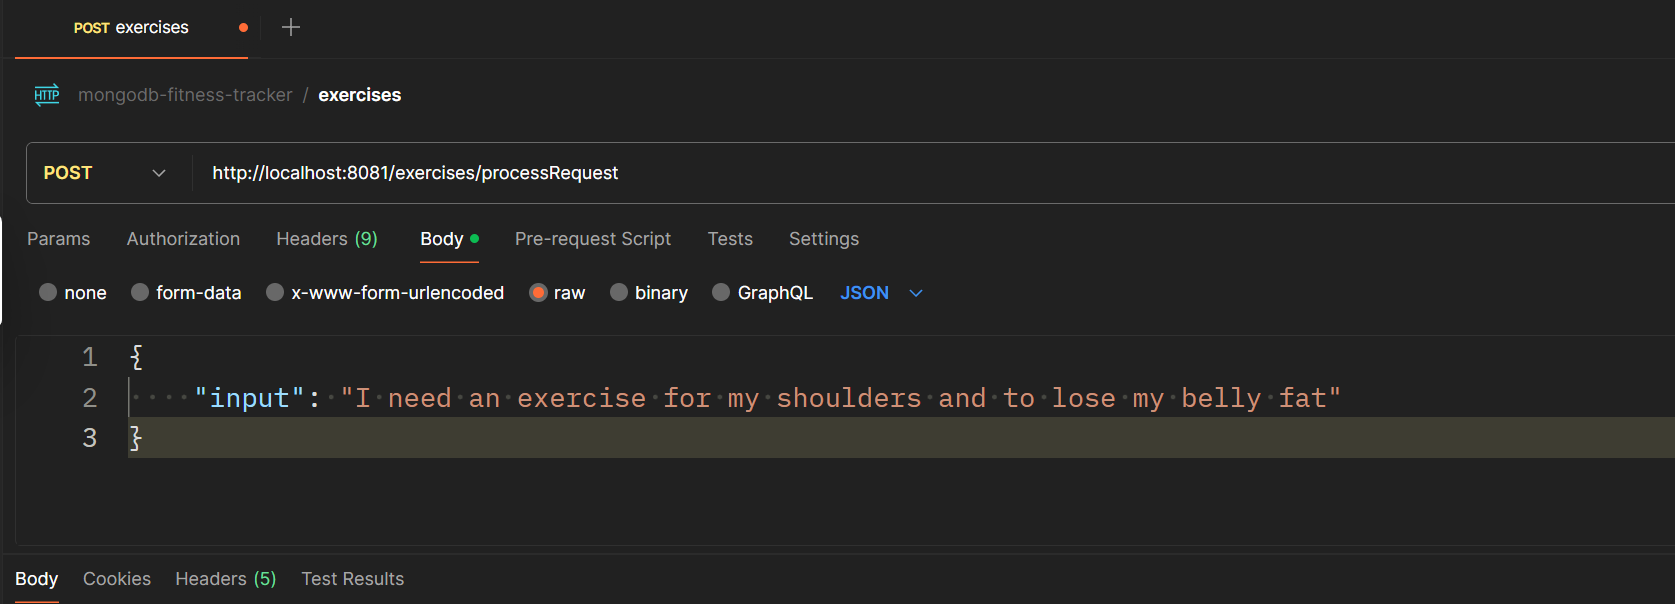 POST exercises
HTTP mongodb-fitness-tracker / exercises
POST http://localhost:8081/exercises/processRequest
Params Authorization Headers (9) Body Pre-request Script Tests Settings
none form-data x-www-form-urlencoded raw binary GraphQL JSON
1 {
2 "input": "I need an exercise for my shoulders and to lose my belly fat"
3 }
Body Cookies Headers (5) Test Results